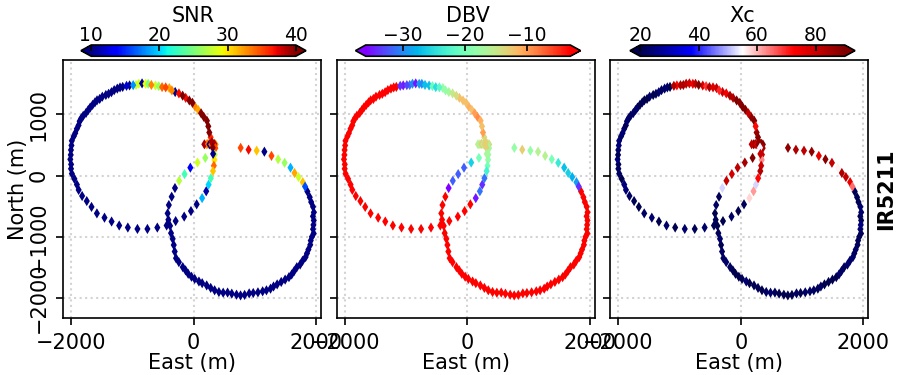 SNR DBV Xc
10 20 30 40 −30 −20 −10 20 40 60 80
North (m)
1000
0
−1000
−2000
IR5211
−2000 0 2000 −2000 0 2000 −2000 0 2000
East (m) East (m) East (m)